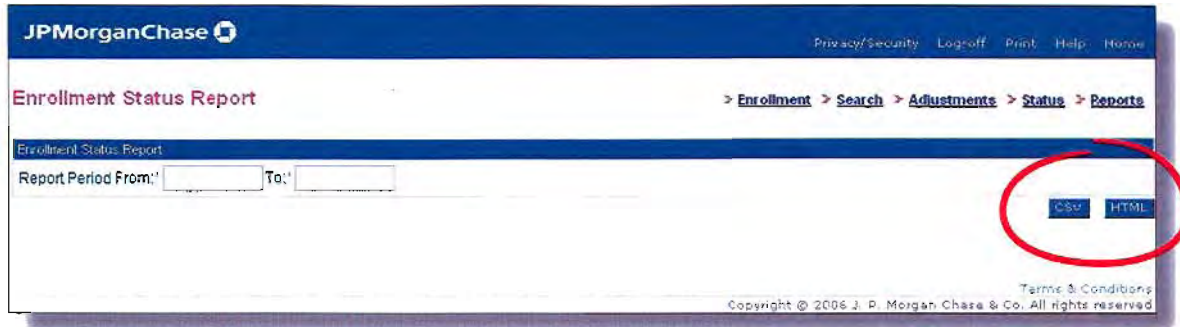 JPMorganChase
Privacy/Security Logoff Print Help Home
Enrollment Status Report
> Enrollment > Search > Adjustments > Status > Reports
Enrollment Status Report
Report Period From:* To:*
CSV HTML
Terms & Conditions
Copyright © 2006 J. P. Morgan Chase & Co. All rights reserved